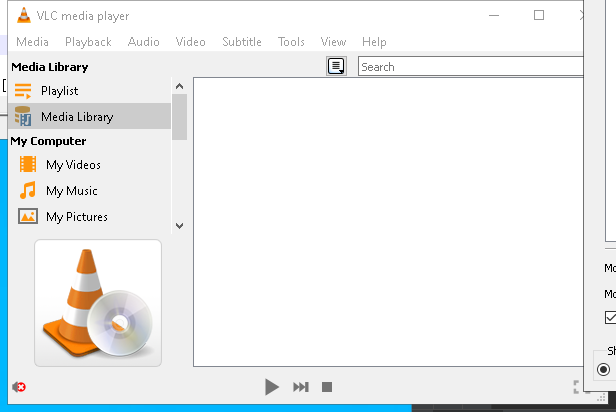 VLC media player
Media Playback Audio Video Subtitle Tools View Help
Media Library
Search
Playlist
Media Library
My Computer
My Videos
My Music
My Pictures
Mo
Mo
Sh